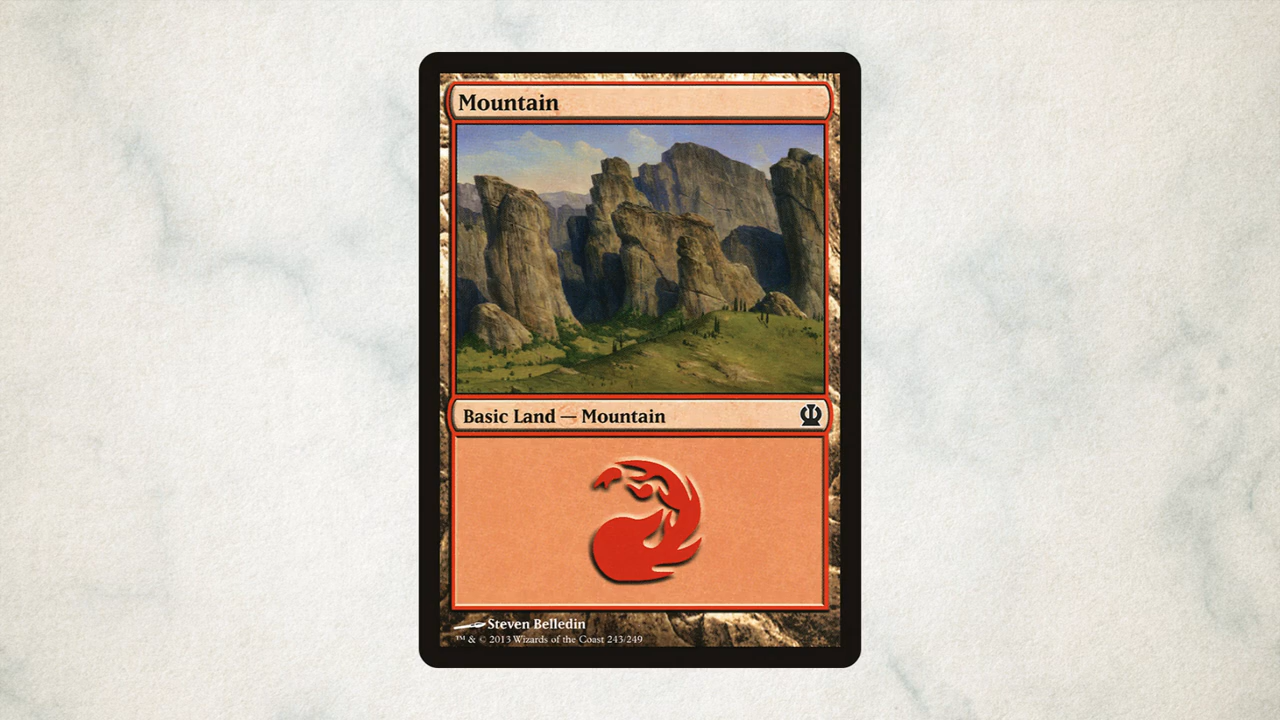 Mountain
Basic Land — Mountain
Steven Belledin
™ & © 2013 Wizards of the Coast 243/249